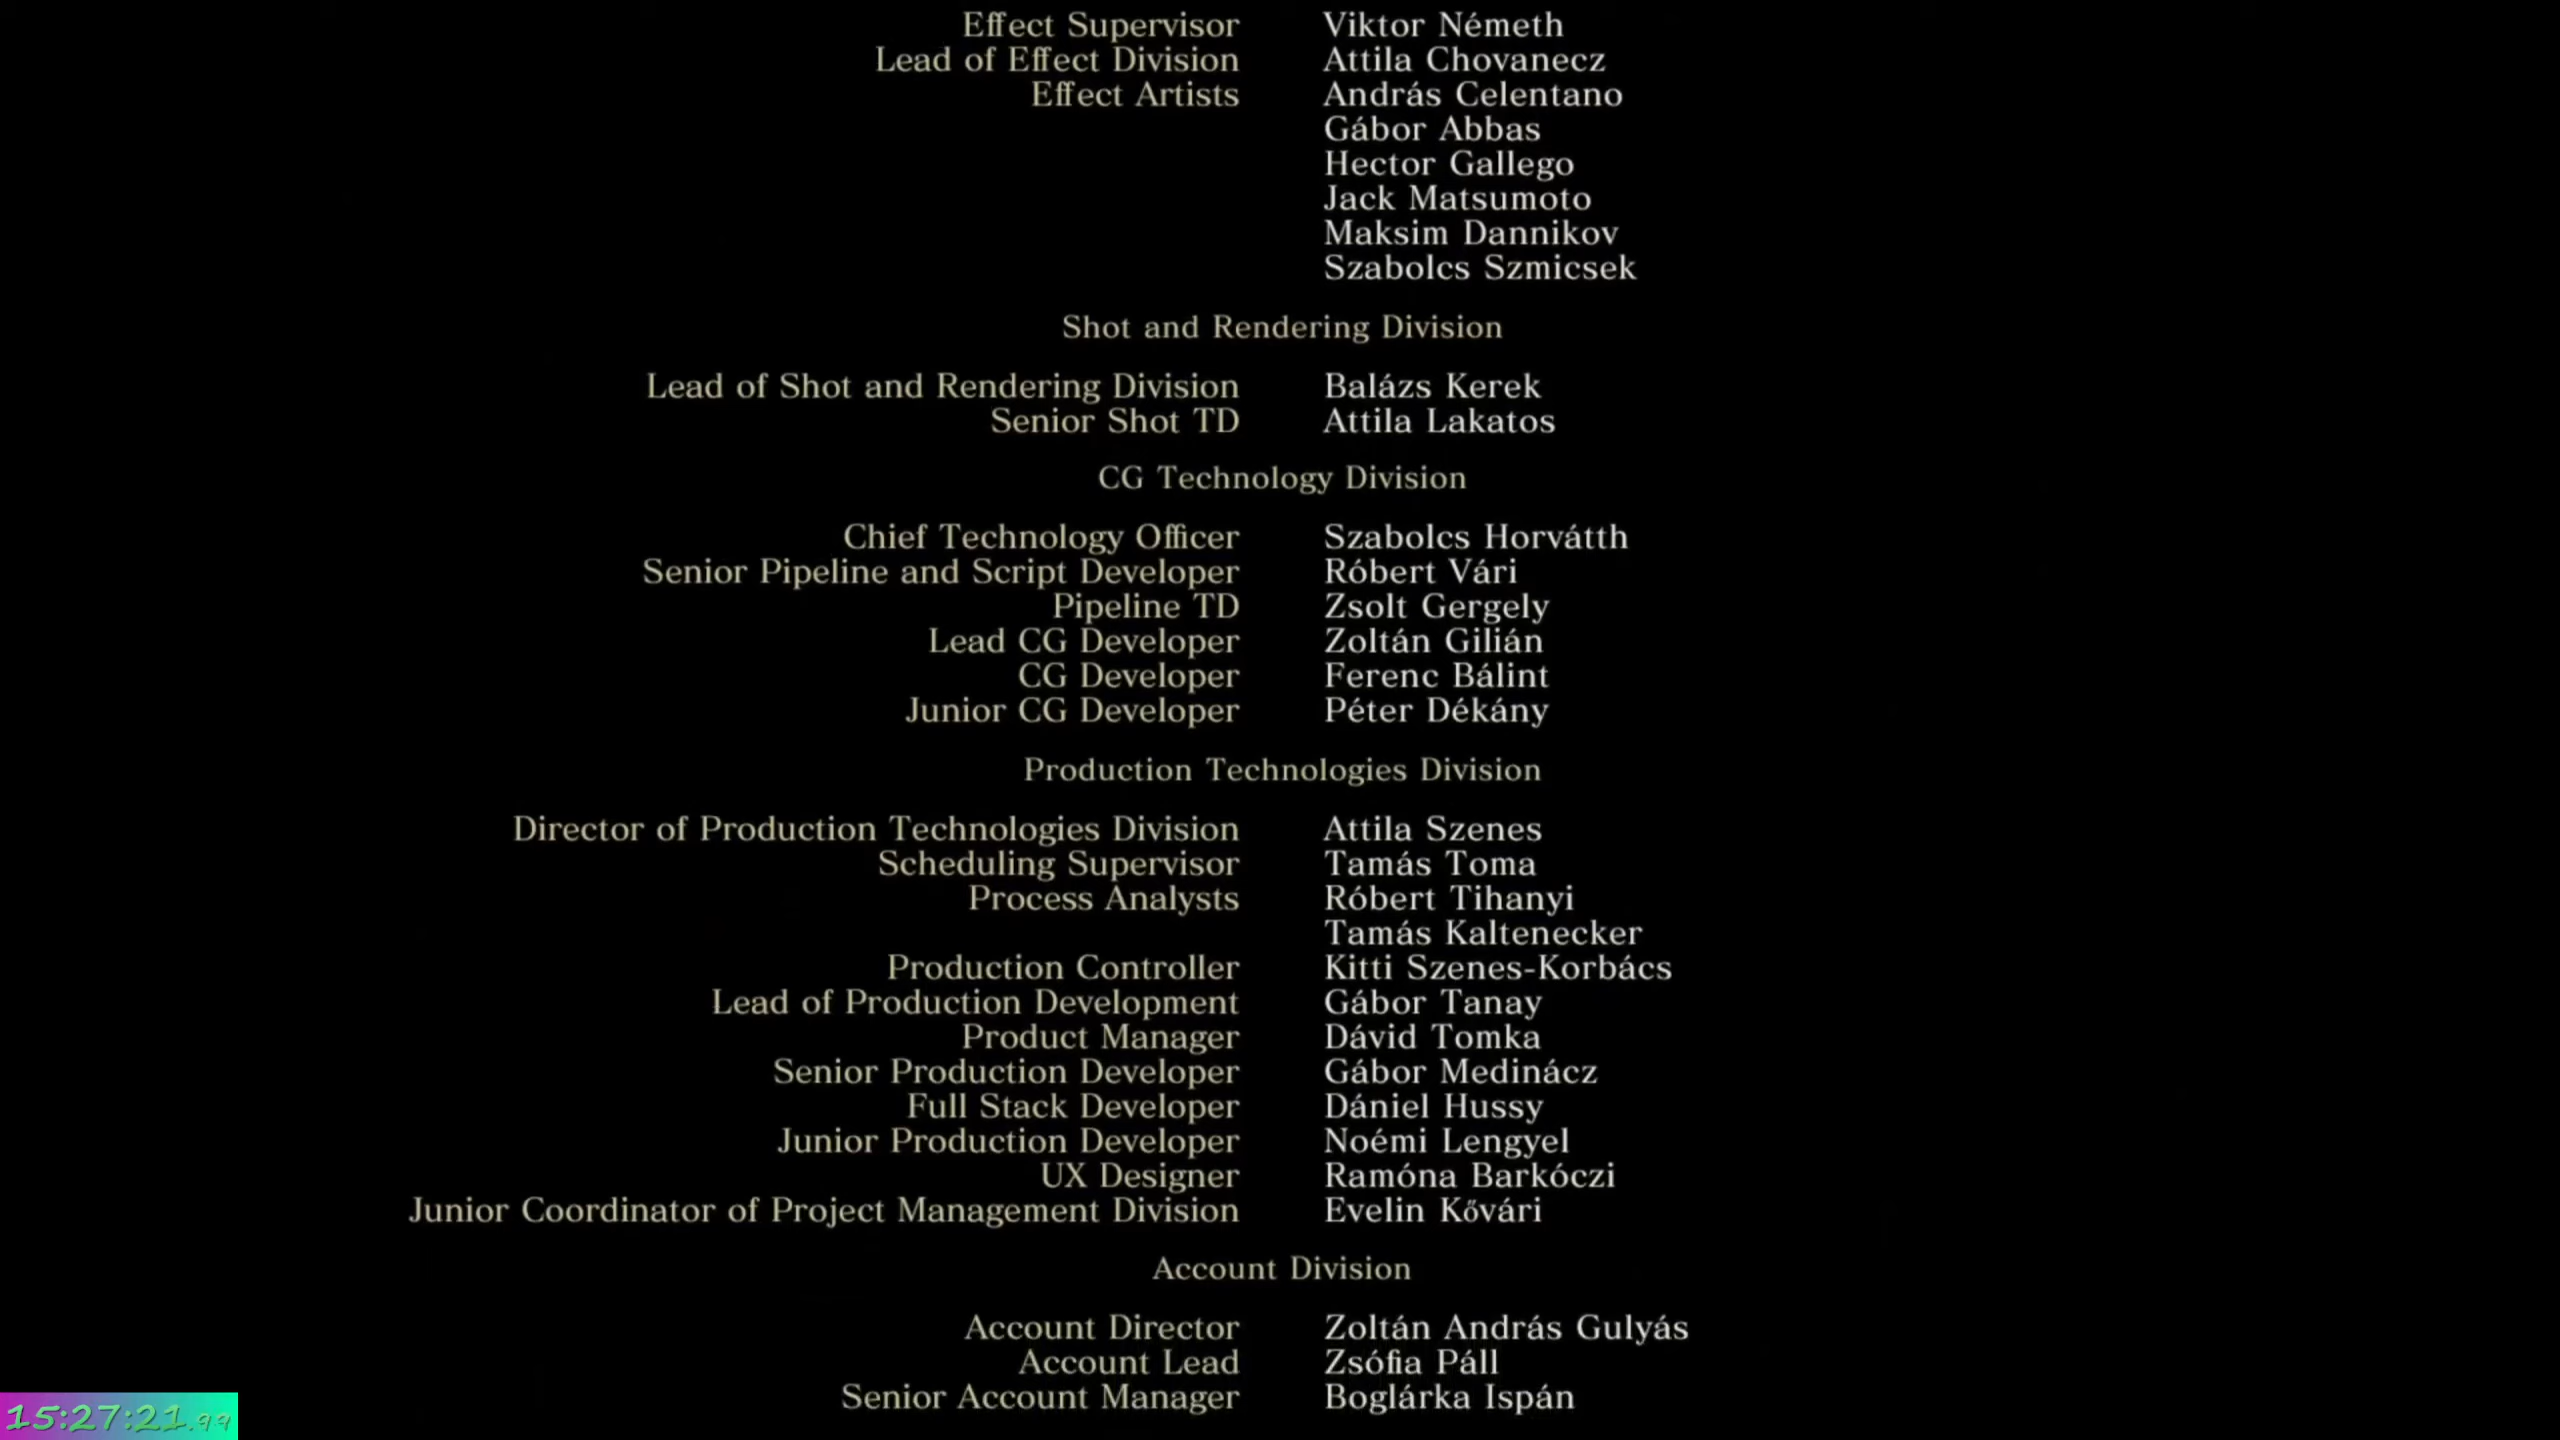 Effect Supervisor Viktor Németh
Lead of Effect Division Attila Chovanecz
Effect Artists András Celentano
Gábor Abbas
Hector Gallego
Jack Matsumoto
Maksim Dannikov
Szabolcs Szmicsek
Shot and Rendering Division
Lead of Shot and Rendering Division Balázs Kerek
Senior Shot TD Attila Lakatos
CG Technology Division
Chief Technology Officer Szabolcs Horvátth
Senior Pipeline and Script Developer Róbert Vári
Pipeline TD Zsolt Gergely
Lead CG Developer Zoltán Gilián
CG Developer Ferenc Bálint
Junior CG Developer Péter Dékány
Production Technologies Division
Director of Production Technologies Division Attila Szenes
Scheduling Supervisor Tamás Toma
Process Analysts Róbert Tihanyi
Tamás Kaltenecker
Production Controller Kitti Szenes-Korbács
Lead of Production Development Gábor Tanay
Product Manager Dávid Tomka
Senior Production Developer Gábor Medinácz
Full Stack Developer Dániel Hussy
Junior Production Developer Noémi Lengyel
UX Designer Ramóna Barkóczi
Junior Coordinator of Project Management Division Evelin Kővári
Account Division
Account Director Zoltán András Gulyás
Account Lead Zsófia Páll
Senior Account Manager Boglárka Ispán
15:27:21.99